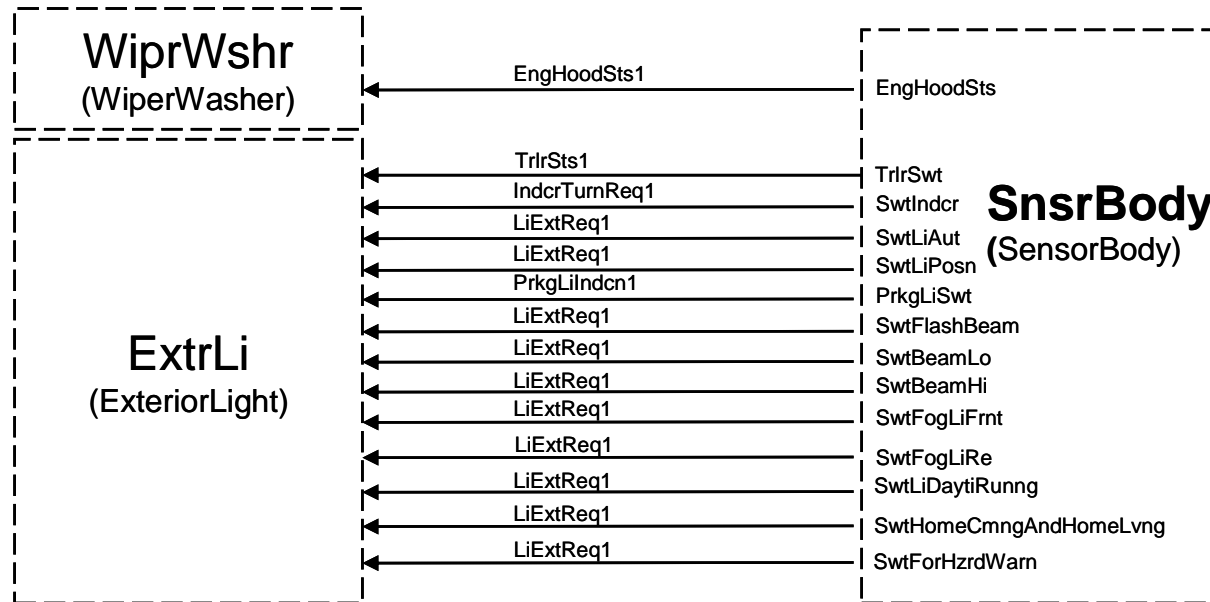 WiprWshr
(WiperWasher)
EngHoodSts1
EngHoodSts
TrlrSts1
TrlrSwt
IndcrTurnReq1
SwtIndcr
SnsrBody
(SensorBody)
LiExtReq1
SwtLiAut
LiExtReq1
SwtLiPosn
PrkgLiIndcn1
PrkgLiSwt
LiExtReq1
SwtFlashBeam
ExtrLi
(ExteriorLight)
LiExtReq1
SwtBeamLo
LiExtReq1
SwtBeamHi
LiExtReq1
SwtFogLiFrnt
LiExtReq1
SwtFogLiRe
LiExtReq1
SwtLiDaytiRunng
LiExtReq1
SwtHomeCmngAndHomeLvng
LiExtReq1
SwtForHzrdWarn